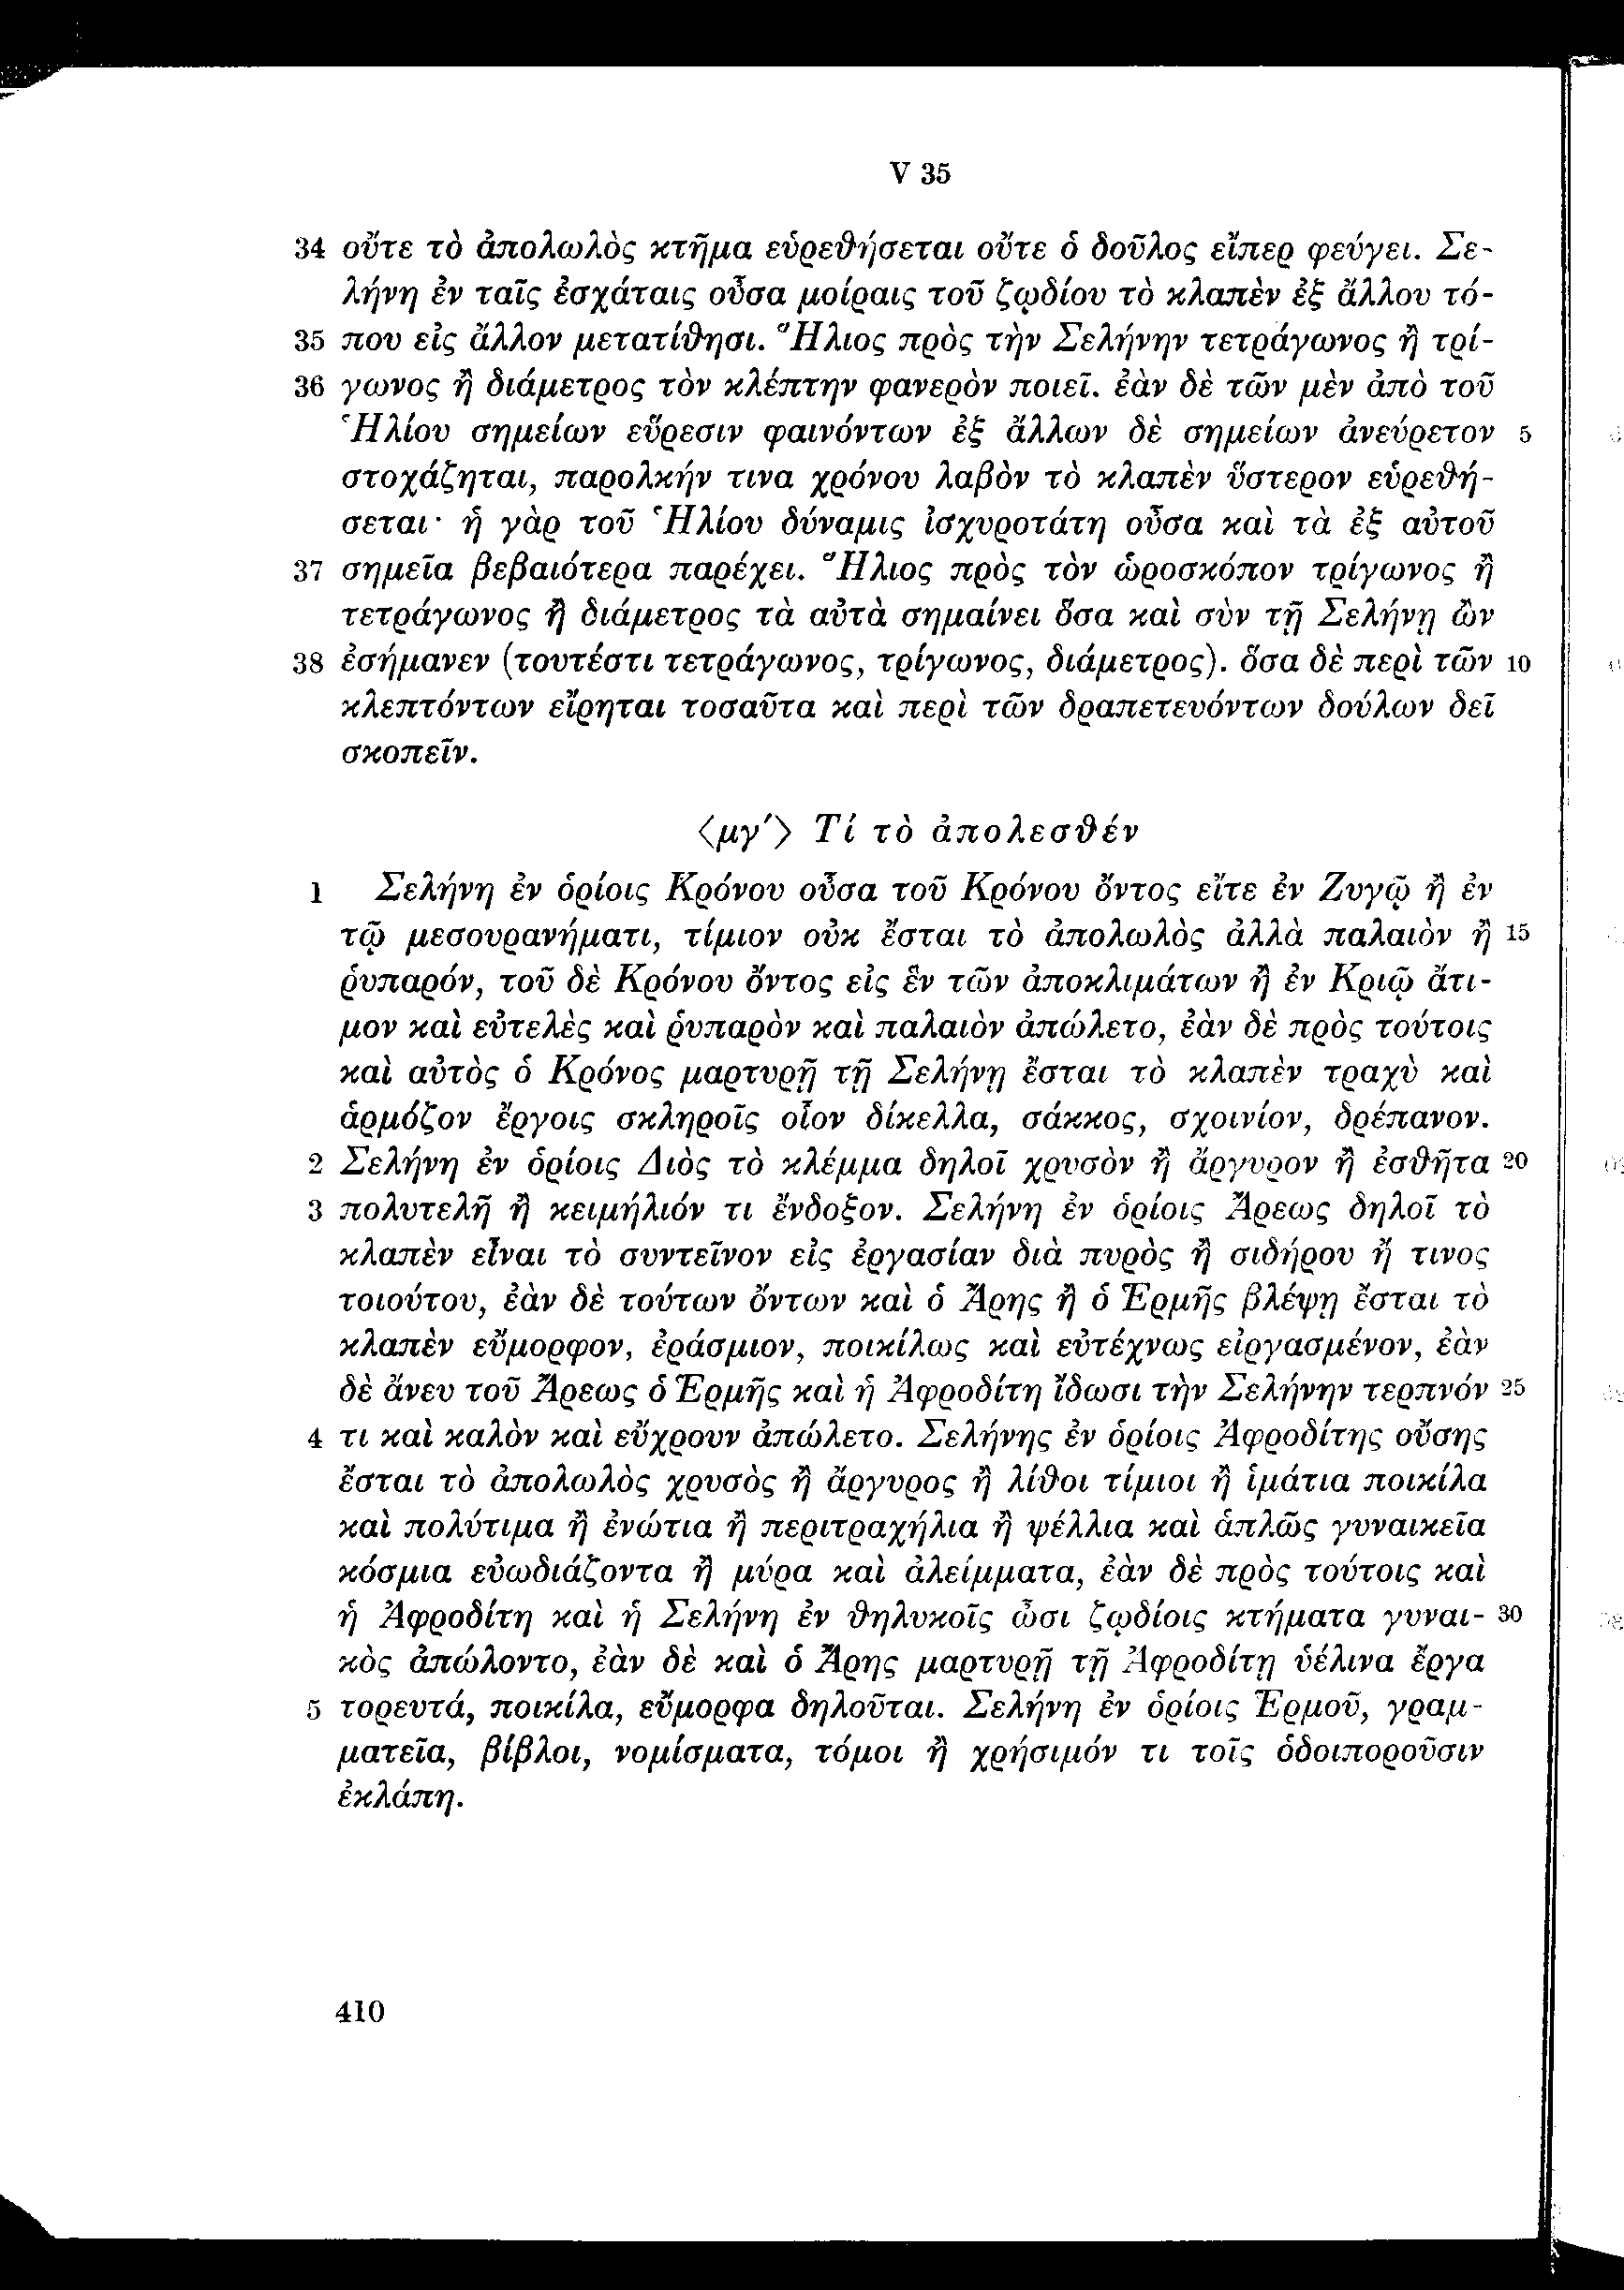 V 35
34 οὔτε τὸ ἀπολωλὸς κτῆμα εὑρεθήσεται οὔτε ὁ δοῦλος εἴπερ φεύγει. Σε-
λήνη ἐν ταῖς ἐσχάταις οὖσα μοίραις τοῦ ζῳδίου τὸ κλαπὲν ἐξ ἄλλου τό-
35 που εἰς ἄλλον μετατίθησι. Ἥλιος πρὸς τὴν Σελήνην τετράγωνος ἢ τρί-
36 γωνος ἢ διάμετρος τὸν κλέπτην φανερὸν ποιεῖ. ἐὰν δὲ τῶν μὲν ἀπὸ τοῦ
Ἡλίου σημείων εὕρεσιν φαινόντων ἐξ ἄλλων δὲ σημείων ἀνεύρετον 5
στοχάζηται, παρολκήν τινα χρόνου λαβὸν τὸ κλαπὲν ὕστερον εὑρεθή-
σεται· ἡ γὰρ τοῦ Ἡλίου δύναμις ἰσχυροτάτη οὖσα καὶ τὰ ἐξ αὐτοῦ
37 σημεῖα βεβαιότερα παρέχει. Ἥλιος πρὸς τὸν ὡροσκόπον τρίγωνος ἢ
τετράγωνος ἢ διάμετρος τὰ αὐτὰ σημαίνει ὅσα καὶ σὺν τῇ Σελήνῃ ὢν
38 ἐσήμανεν (τουτέστι τετράγωνος, τρίγωνος, διάμετρος). ὅσα δὲ περὶ τῶν 10
κλεπτόντων εἴρηται τοσαῦτα καὶ περὶ τῶν δραπετευόντων δούλων δεῖ
σκοπεῖν.
⟨μγʹ⟩ Τί τὸ ἀπολεσθέν
1 Σελήνη ἐν ὁρίοις Κρόνου οὖσα τοῦ Κρόνου ὄντος εἴτε ἐν Ζυγῷ ἢ ἐν
τῷ μεσουρανήματι, τίμιον οὐκ ἔσται τὸ ἀπολωλὸς ἀλλὰ παλαιὸν ἢ 15
ῥυπαρόν, τοῦ δὲ Κρόνου ὄντος εἰς ἓν τῶν ἀποκλιμάτων ἢ ἐν Κριῷ ἄτι-
μον καὶ εὐτελὲς καὶ ῥυπαρὸν καὶ παλαιὸν ἀπώλετο, ἐὰν δὲ πρὸς τούτοις
καὶ αὐτὸς ὁ Κρόνος μαρτυρῇ τῇ Σελήνῃ ἔσται τὸ κλαπὲν τραχὺ καὶ
ἁρμόζον ἔργοις σκληροῖς οἷον δίκελλα, σάκκος, σχοινίον, δρέπανον.
2 Σελήνη ἐν ὁρίοις Διὸς τὸ κλέμμα δηλοῖ χρυσὸν ἢ ἄργυρον ἢ ἐσθῆτα 20
3 πολυτελῆ ἢ κειμήλιόν τι ἔνδοξον. Σελήνη ἐν ὁρίοις Ἄρεως δηλοῖ τὸ
κλαπὲν εἶναι τὸ συντεῖνον εἰς ἐργασίαν διὰ πυρὸς ἢ σιδήρου ἤ τινος
τοιούτου, ἐὰν δὲ τούτων ὄντων καὶ ὁ Ἄρης ἢ ὁ Ἑρμῆς βλέψῃ ἔσται τὸ
κλαπὲν εὔμορφον, ἐράσμιον, ποικίλως καὶ εὐτέχνως εἰργασμένον, ἐὰν
δὲ ἄνευ τοῦ Ἄρεως ὁ Ἑρμῆς καὶ ἡ Ἀφροδίτη ἴδωσι τὴν Σελήνην τερπνόν 25
4 τι καὶ καλὸν καὶ εὔχρουν ἀπώλετο. Σελήνης ἐν ὁρίοις Ἀφροδίτης οὔσης
ἔσται τὸ ἀπολωλὸς χρυσὸς ἢ ἄργυρος ἢ λίθοι τίμιοι ἢ ἱμάτια ποικίλα
καὶ πολύτιμα ἢ ἐνώτια ἢ περιτραχήλια ἢ ψέλλια καὶ ἁπλῶς γυναικεῖα
κόσμια εὐωδιάζοντα ἢ μύρα καὶ ἀλείμματα, ἐὰν δὲ πρὸς τούτοις καὶ
ἡ Ἀφροδίτη καὶ ἡ Σελήνη ἐν θηλυκοῖς ὦσι ζῳδίοις κτήματα γυναι- 30
κὸς ἀπώλοντο, ἐὰν δὲ καὶ ὁ Ἄρης μαρτυρῇ τῇ Ἀφροδίτῃ ὑέλινα ἔργα
5 τορευτά, ποικίλα, εὔμορφα δηλοῦται. Σελήνη ἐν ὁρίοις Ἑρμοῦ, γραμ-
ματεῖα, βίβλοι, νομίσματα, τόμοι ἢ χρήσιμόν τι τοῖς ὁδοιποροῦσιν
ἐκλάπη.
410